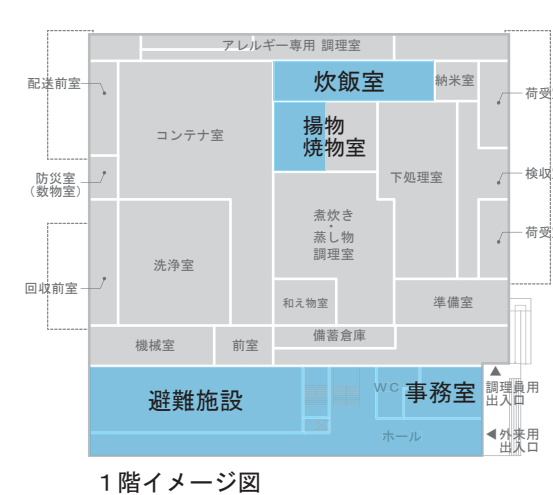 アレルギー専用 調理室
配送前室
炊飯室
納米室
荷受
コンテナ室
揚物
焼物室
防災室
（数物室）
下処理室
検収
煮炊き
・
蒸し物
調理室
荷受
洗浄室
回収前室
和え物室
準備室
機械室
前室
備蓄倉庫
避難施設
WC
事務室
調理員用
出入口
ホール
外来用
出入口
1階イメージ図